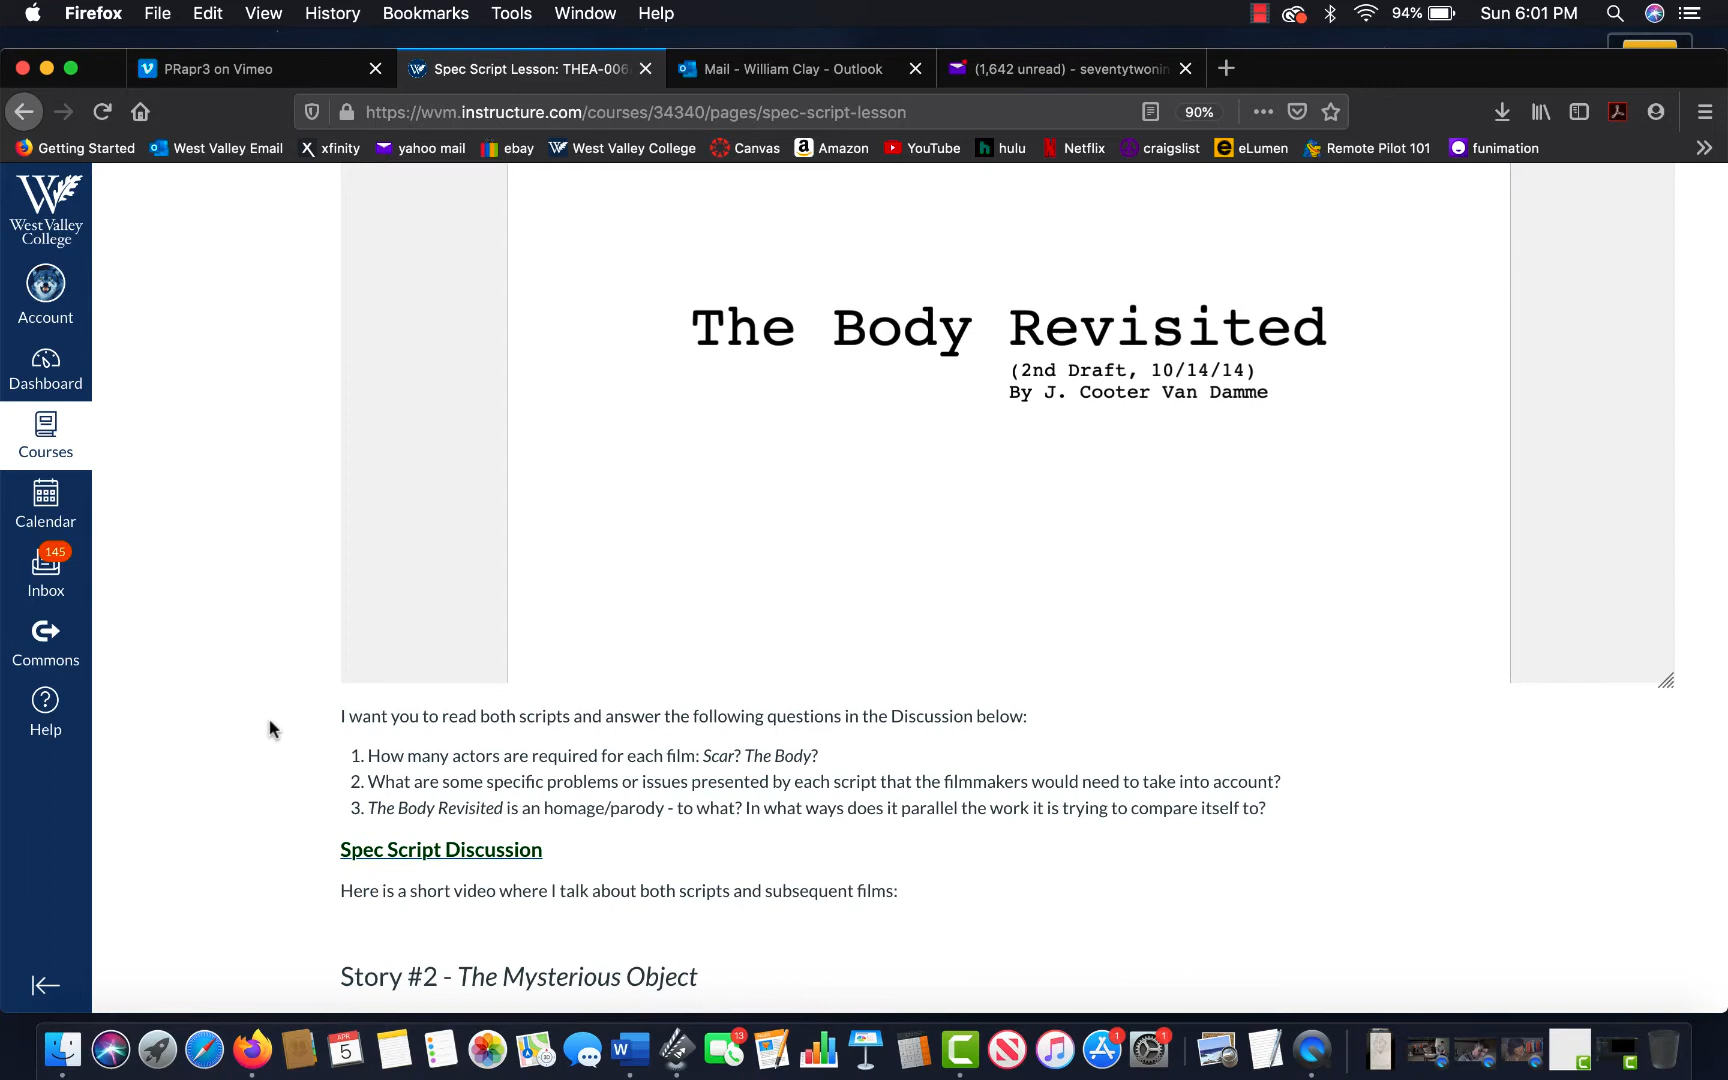 Firefox File Edit View History Bookmarks Tools Window Help 94% Sun 6:01 PM
PRapr3 on Vimeo
Spec Script Lesson: THEA-006
Mail - William Clay - Outlook
(1,642 unread) - seventytwonin
https://wvm.instructure.com/courses/34340/pages/spec-script-lesson 90%
Getting Started West Valley Email xfinity yahoo mail ebay West Valley College Canvas Amazon YouTube hulu Netflix craigslist eLumen Remote Pilot 101 funimation
West Valley
College
Account
Dashboard
Courses
Calendar
145
Inbox
Commons
Help
The Body Revisited
(2nd Draft, 10/14/14)
By J. Cooter Van Damme
I want you to read both scripts and answer the following questions in the Discussion below:
1. How many actors are required for each film: Scar? The Body?
2. What are some specific problems or issues presented by each script that the filmmakers would need to take into account?
3. The Body Revisited is an homage/parody - to what? In what ways does it parallel the work it is trying to compare itself to?
Spec Script Discussion
Here is a short video where I talk about both scripts and subsequent films:
Story #2 - The Mysterious Object
APR
5
13
1
1